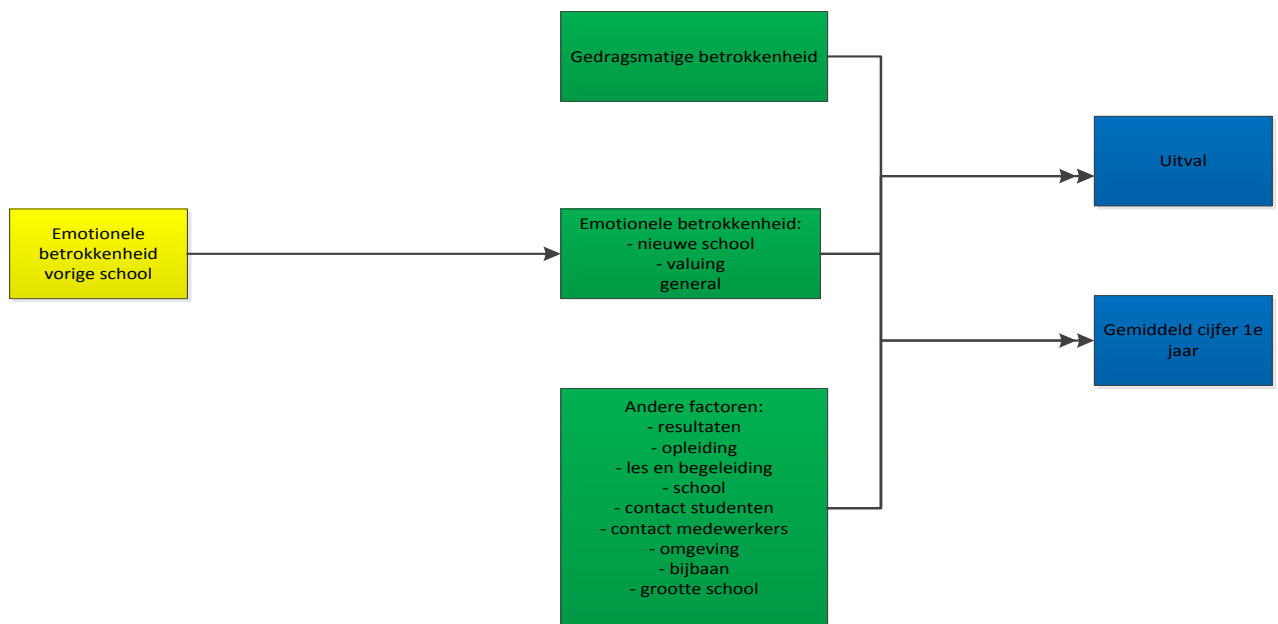 Gedragsmatige betrokkenheid
Uitval
Emotionele
betrokkenheid
vorige school
Emotionele betrokkenheid:
- nieuwe school
- valuing
general
Gemiddeld cijfer 1e
jaar
Andere factoren:
- resultaten
- opleiding
- les en begeleiding
- school
- contact studenten
- contact medewerkers
- omgeving
- bijbaan
- grootte school